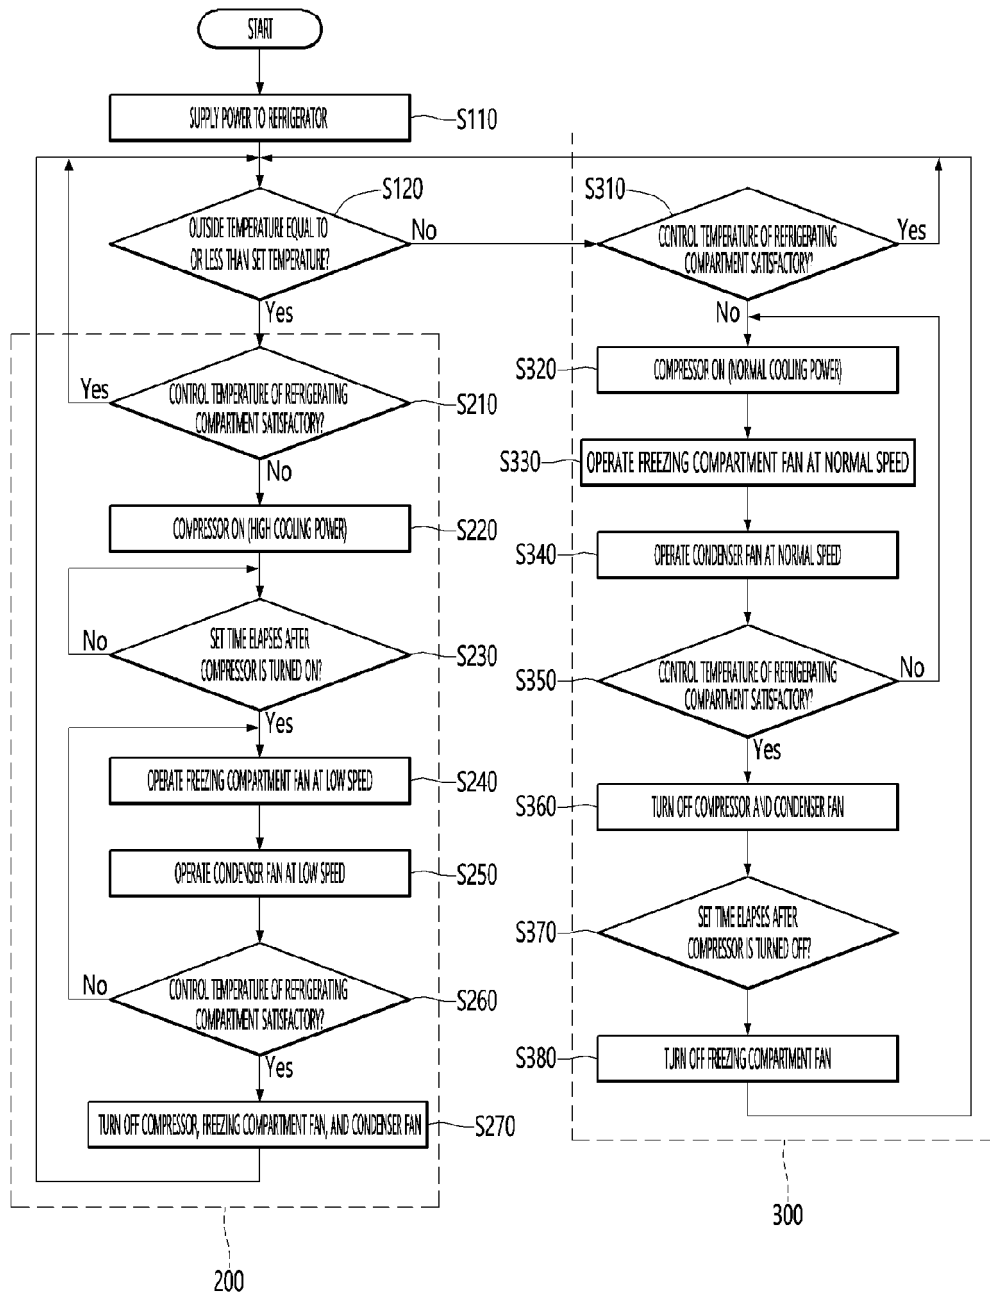 START
SUPPLY POWER TO REFRIGERATOR
S110
S120
OUTSIDE TEMPERATURE EQUAL TO
OR LESS THAN SET TEMPERATURE?
No
Yes
CONTROL TEMPERATURE OF REFRIGERATING
COMPARTMENT SATISFACTORY?
Yes
S210
No
COMPRESSOR ON (HIGH COOLING POWER)
S220
SET TIME ELAPSES AFTER
COMPRESSOR IS TURNED ON?
No
S230
Yes
OPERATE FREEZING COMPARTMENT FAN AT LOW SPEED
S240
OPERATE CONDENSER FAN AT LOW SPEED
S250
CONTROL TEMPERATURE OF REFRIGERATING
COMPARTMENT SATISFACTORY?
No
S260
Yes
TURN OFF COMPRESSOR, FREEZING COMPARTMENT FAN, AND CONDENSER FAN
S270
200
S310
CONTROL TEMPERATURE OF REFRIGERATING
COMPARTMENT SATISFACTORY?
Yes
No
S320
COMPRESSOR ON (NORMAL COOLING POWER)
S330
OPERATE FREEZING COMPARTMENT FAN AT NORMAL SPEED
S340
OPERATE CONDENSER FAN AT NORMAL SPEED
S350
CONTROL TEMPERATURE OF REFRIGERATING
COMPARTMENT SATISFACTORY?
No
Yes
S360
TURN OFF COMPRESSOR AND CONDENSER FAN
S370
SET TIME ELAPSES AFTER
COMPRESSOR IS TURNED OFF?
S380
TURN OFF FREEZING COMPARTMENT FAN
300